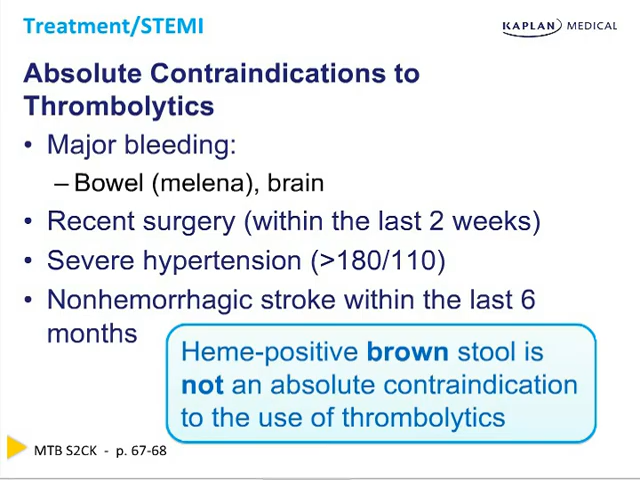 Treatment/STEMI
KAPLAN MEDICAL
Absolute Contraindications to
Thrombolytics
• Major bleeding:
– Bowel (melena), brain
• Recent surgery (within the last 2 weeks)
• Severe hypertension (>180/110)
• Nonhemorrhagic stroke within the last 6
months
Heme-positive brown stool is
not an absolute contraindication
to the use of thrombolytics
MTB S2CK - p. 67-68